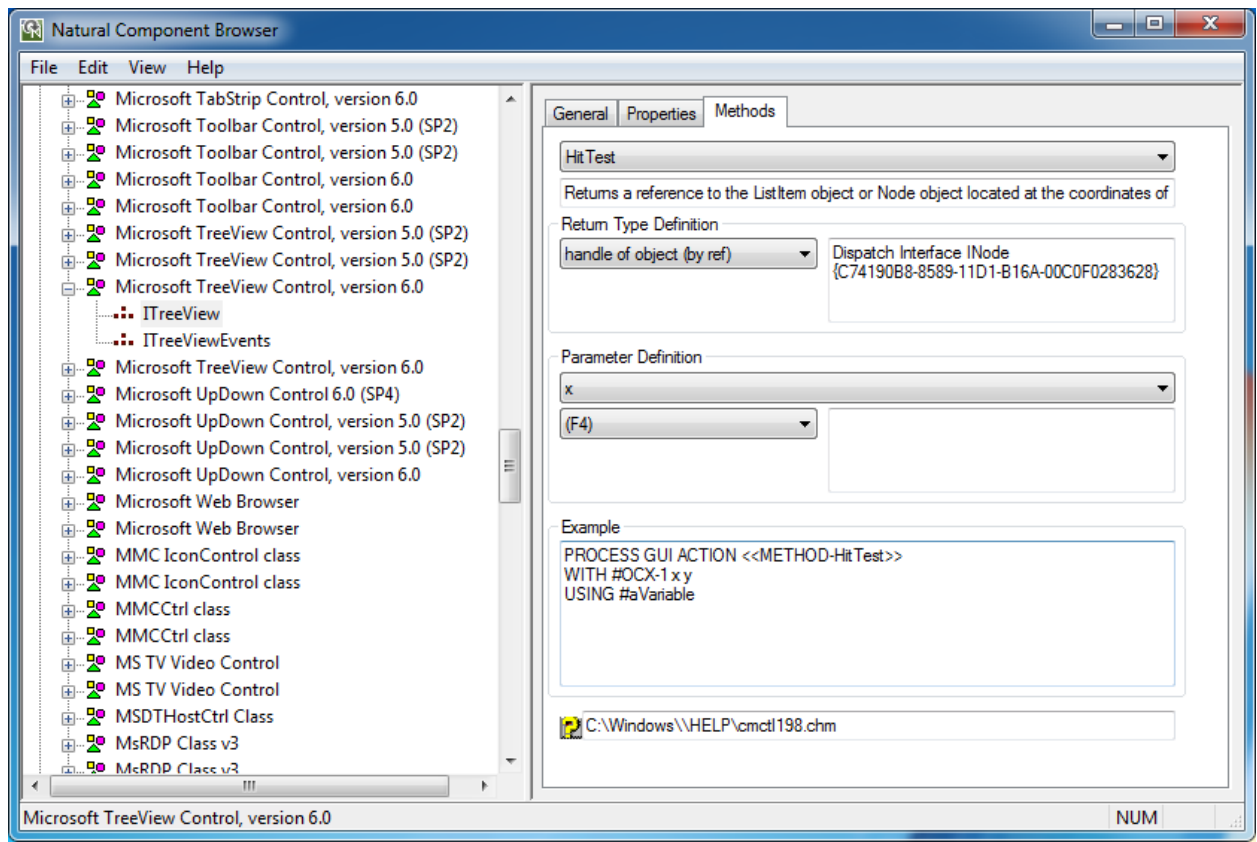 Natural Component Browser
File Edit View Help
Microsoft TabStrip Control, version 6.0
Microsoft Toolbar Control, version 5.0 (SP2)
Microsoft Toolbar Control, version 5.0 (SP2)
Microsoft Toolbar Control, version 6.0
Microsoft Toolbar Control, version 6.0
Microsoft TreeView Control, version 5.0 (SP2)
Microsoft TreeView Control, version 5.0 (SP2)
Microsoft TreeView Control, version 6.0
ITreeView
ITreeViewEvents
Microsoft TreeView Control, version 6.0
Microsoft UpDown Control 6.0 (SP4)
Microsoft UpDown Control, version 5.0 (SP2)
Microsoft UpDown Control, version 5.0 (SP2)
Microsoft UpDown Control, version 6.0
Microsoft Web Browser
Microsoft Web Browser
MMC IconControl class
MMC IconControl class
MMCCtrl class
MMCCtrl class
MS TV Video Control
MS TV Video Control
MSDTHostCtrl Class
MsRDP Class v3
MsRDP Class v3
General Properties Methods
HitTest
Returns a reference to the ListItem object or Node object located at the coordinates of
Return Type Definition
handle of object (by ref)
Dispatch Interface INode
{C74190B8-8589-11D1-B16A-00C0F0283628}
Parameter Definition
x
(F4)
Example
PROCESS GUI ACTION <<METHOD-HitTest>>
WITH #OCX-1 x y
USING #aVariable
C:\Windows\\HELP\cmctl198.chm
Microsoft TreeView Control, version 6.0
NUM